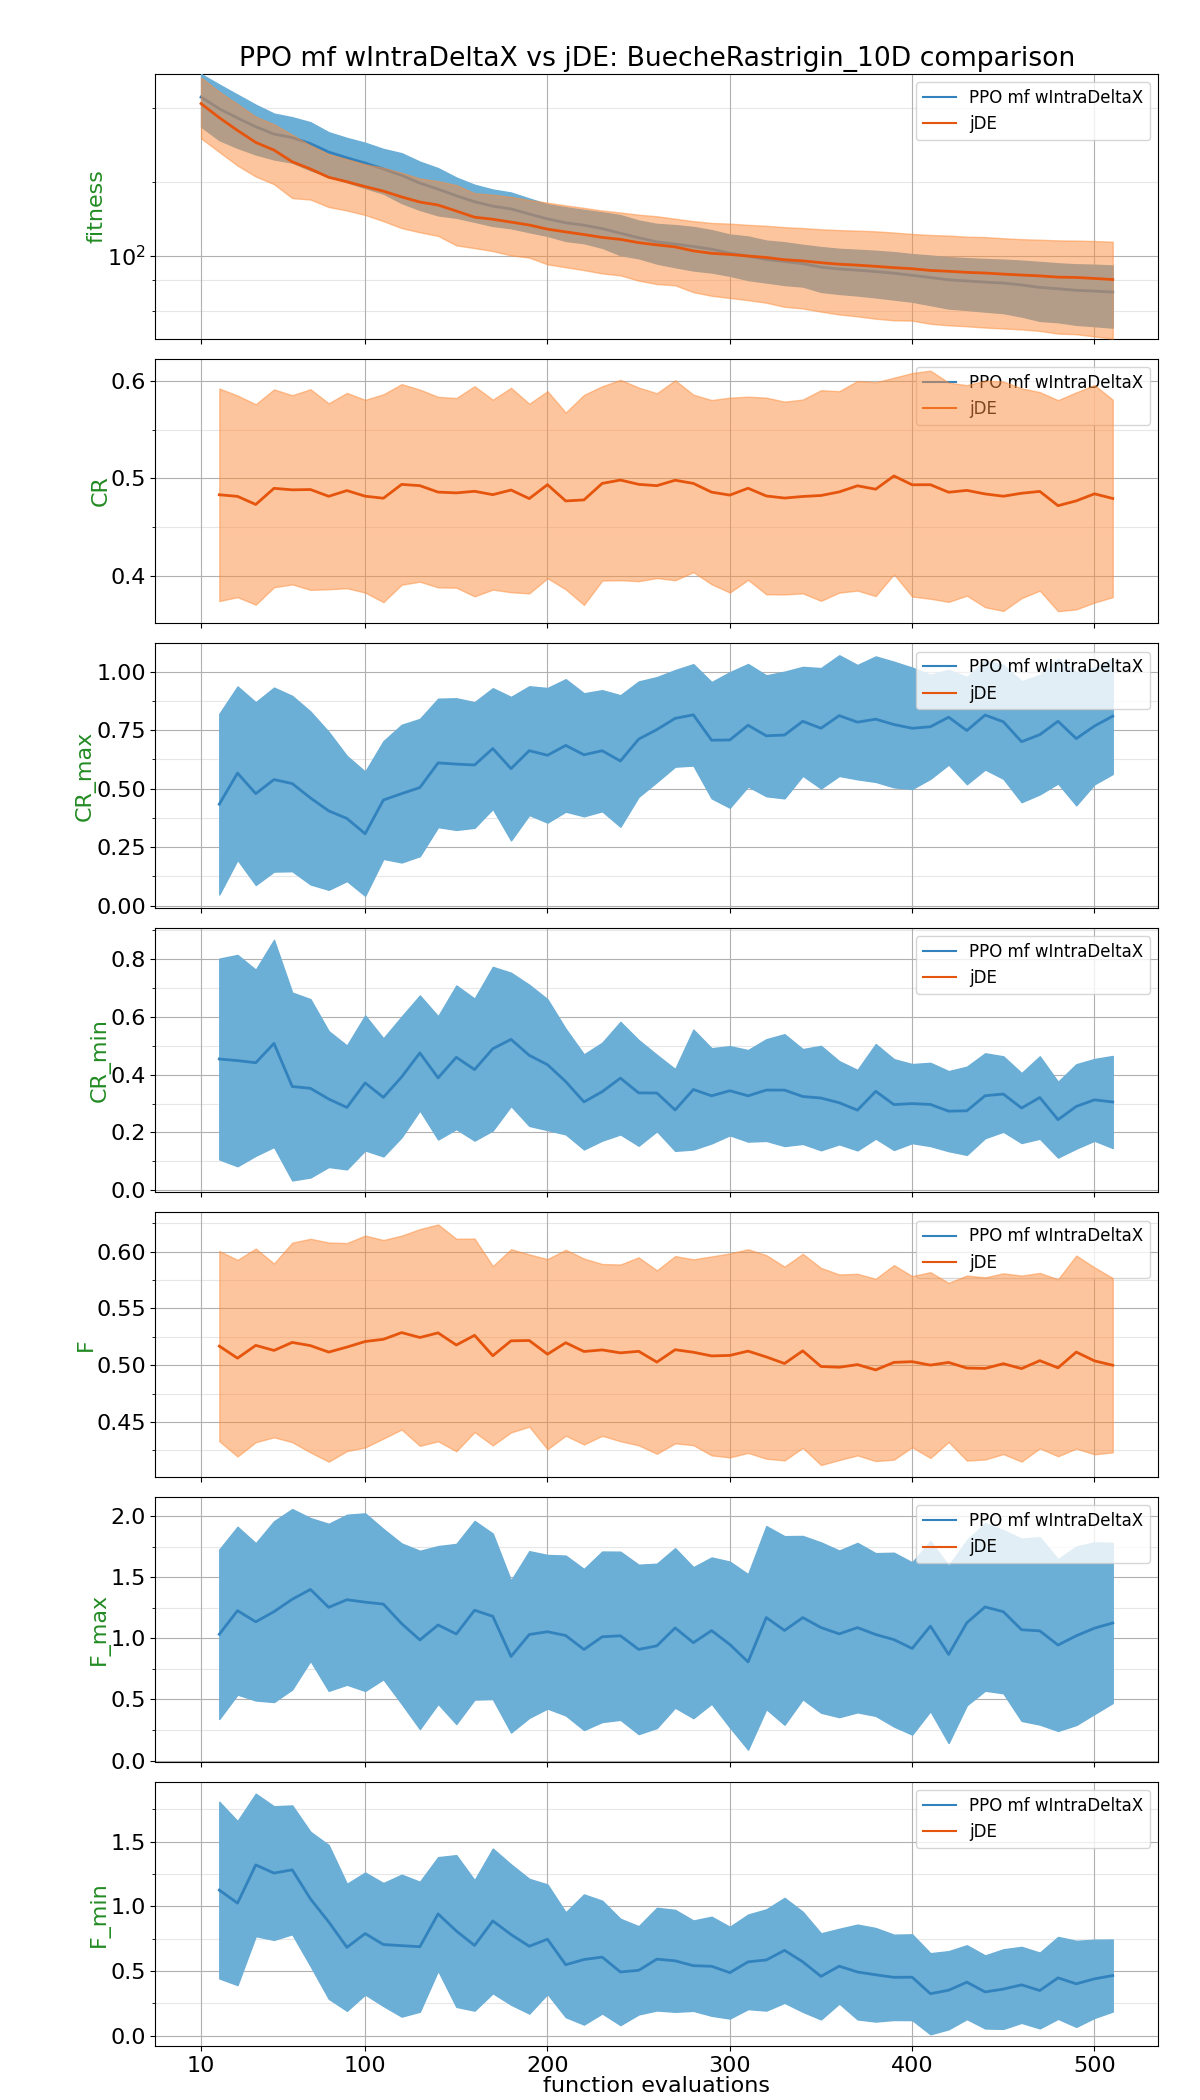 PPO mf wIntraDeltaX vs jDE: BuecheRastrigin_10D comparison
fitness
10²
PPO mf wIntraDeltaX
jDE
CR
0.6
0.5
0.4
PPO mf wIntraDeltaX
jDE
CR_max
1.00
0.75
0.50
0.25
0.00
PPO mf wIntraDeltaX
jDE
CR_min
0.8
0.6
0.4
0.2
0.0
PPO mf wIntraDeltaX
jDE
F
0.60
0.55
0.50
0.45
PPO mf wIntraDeltaX
jDE
F_max
2.0
1.5
1.0
0.5
0.0
PPO mf wIntraDeltaX
jDE
F_min
1.5
1.0
0.5
0.0
PPO mf wIntraDeltaX
jDE
10 100 200 300 400 500
function evaluations